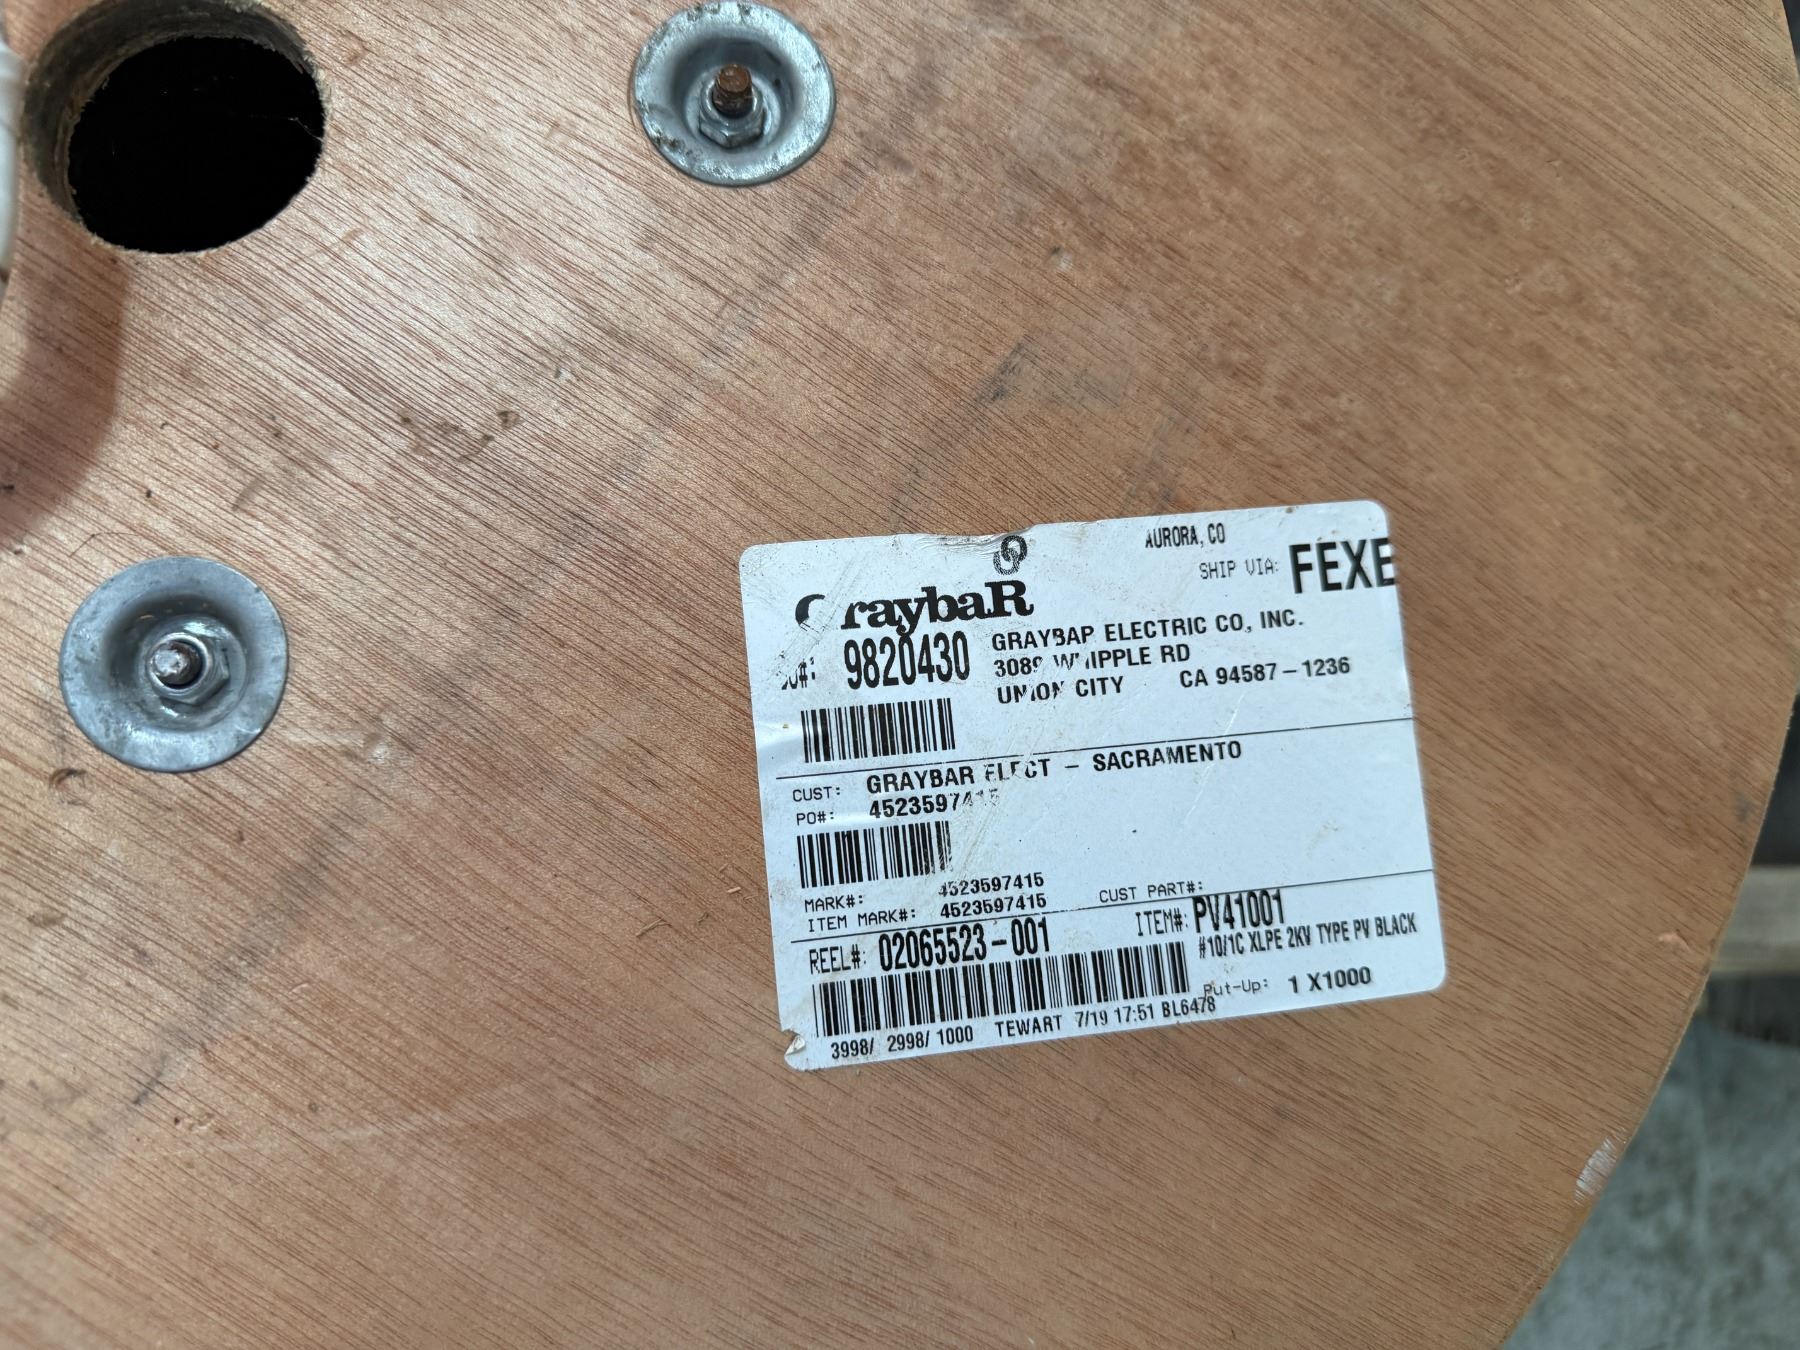 AURORA, CO
SHIP VIA: FEXE
GraybaR
9820430
GRAYBAR ELECTRIC CO, INC.
3089 WHIPPLE RD
UNION CITY CA 94587-1236
CUST: GRAYBAR ELECT - SACRAMENTO
PO#: 4523597415
MARK#: 4523597415
ITEM MARK#: 4523597415
CUST PART#:
REEL#: 02065523-001
ITEM#: PV41001
#10/1C XLPE 2KV TYPE PV BLACK
Put-Up: 1 X1000
3998/ 2998/ 1000 TEWART 7/19 17:51 BL6478